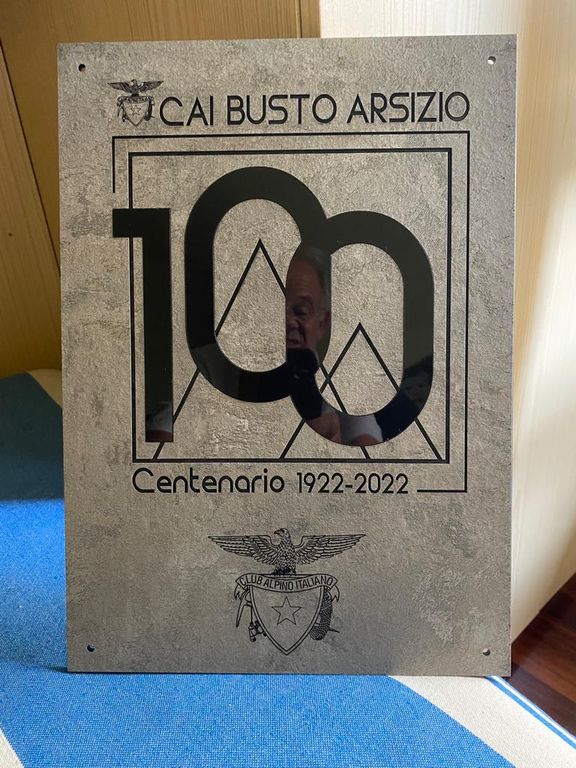 CAI BUSTO ARSIZIO
100
Centenario 1922-2022
CLUB ALPINO ITALIANO